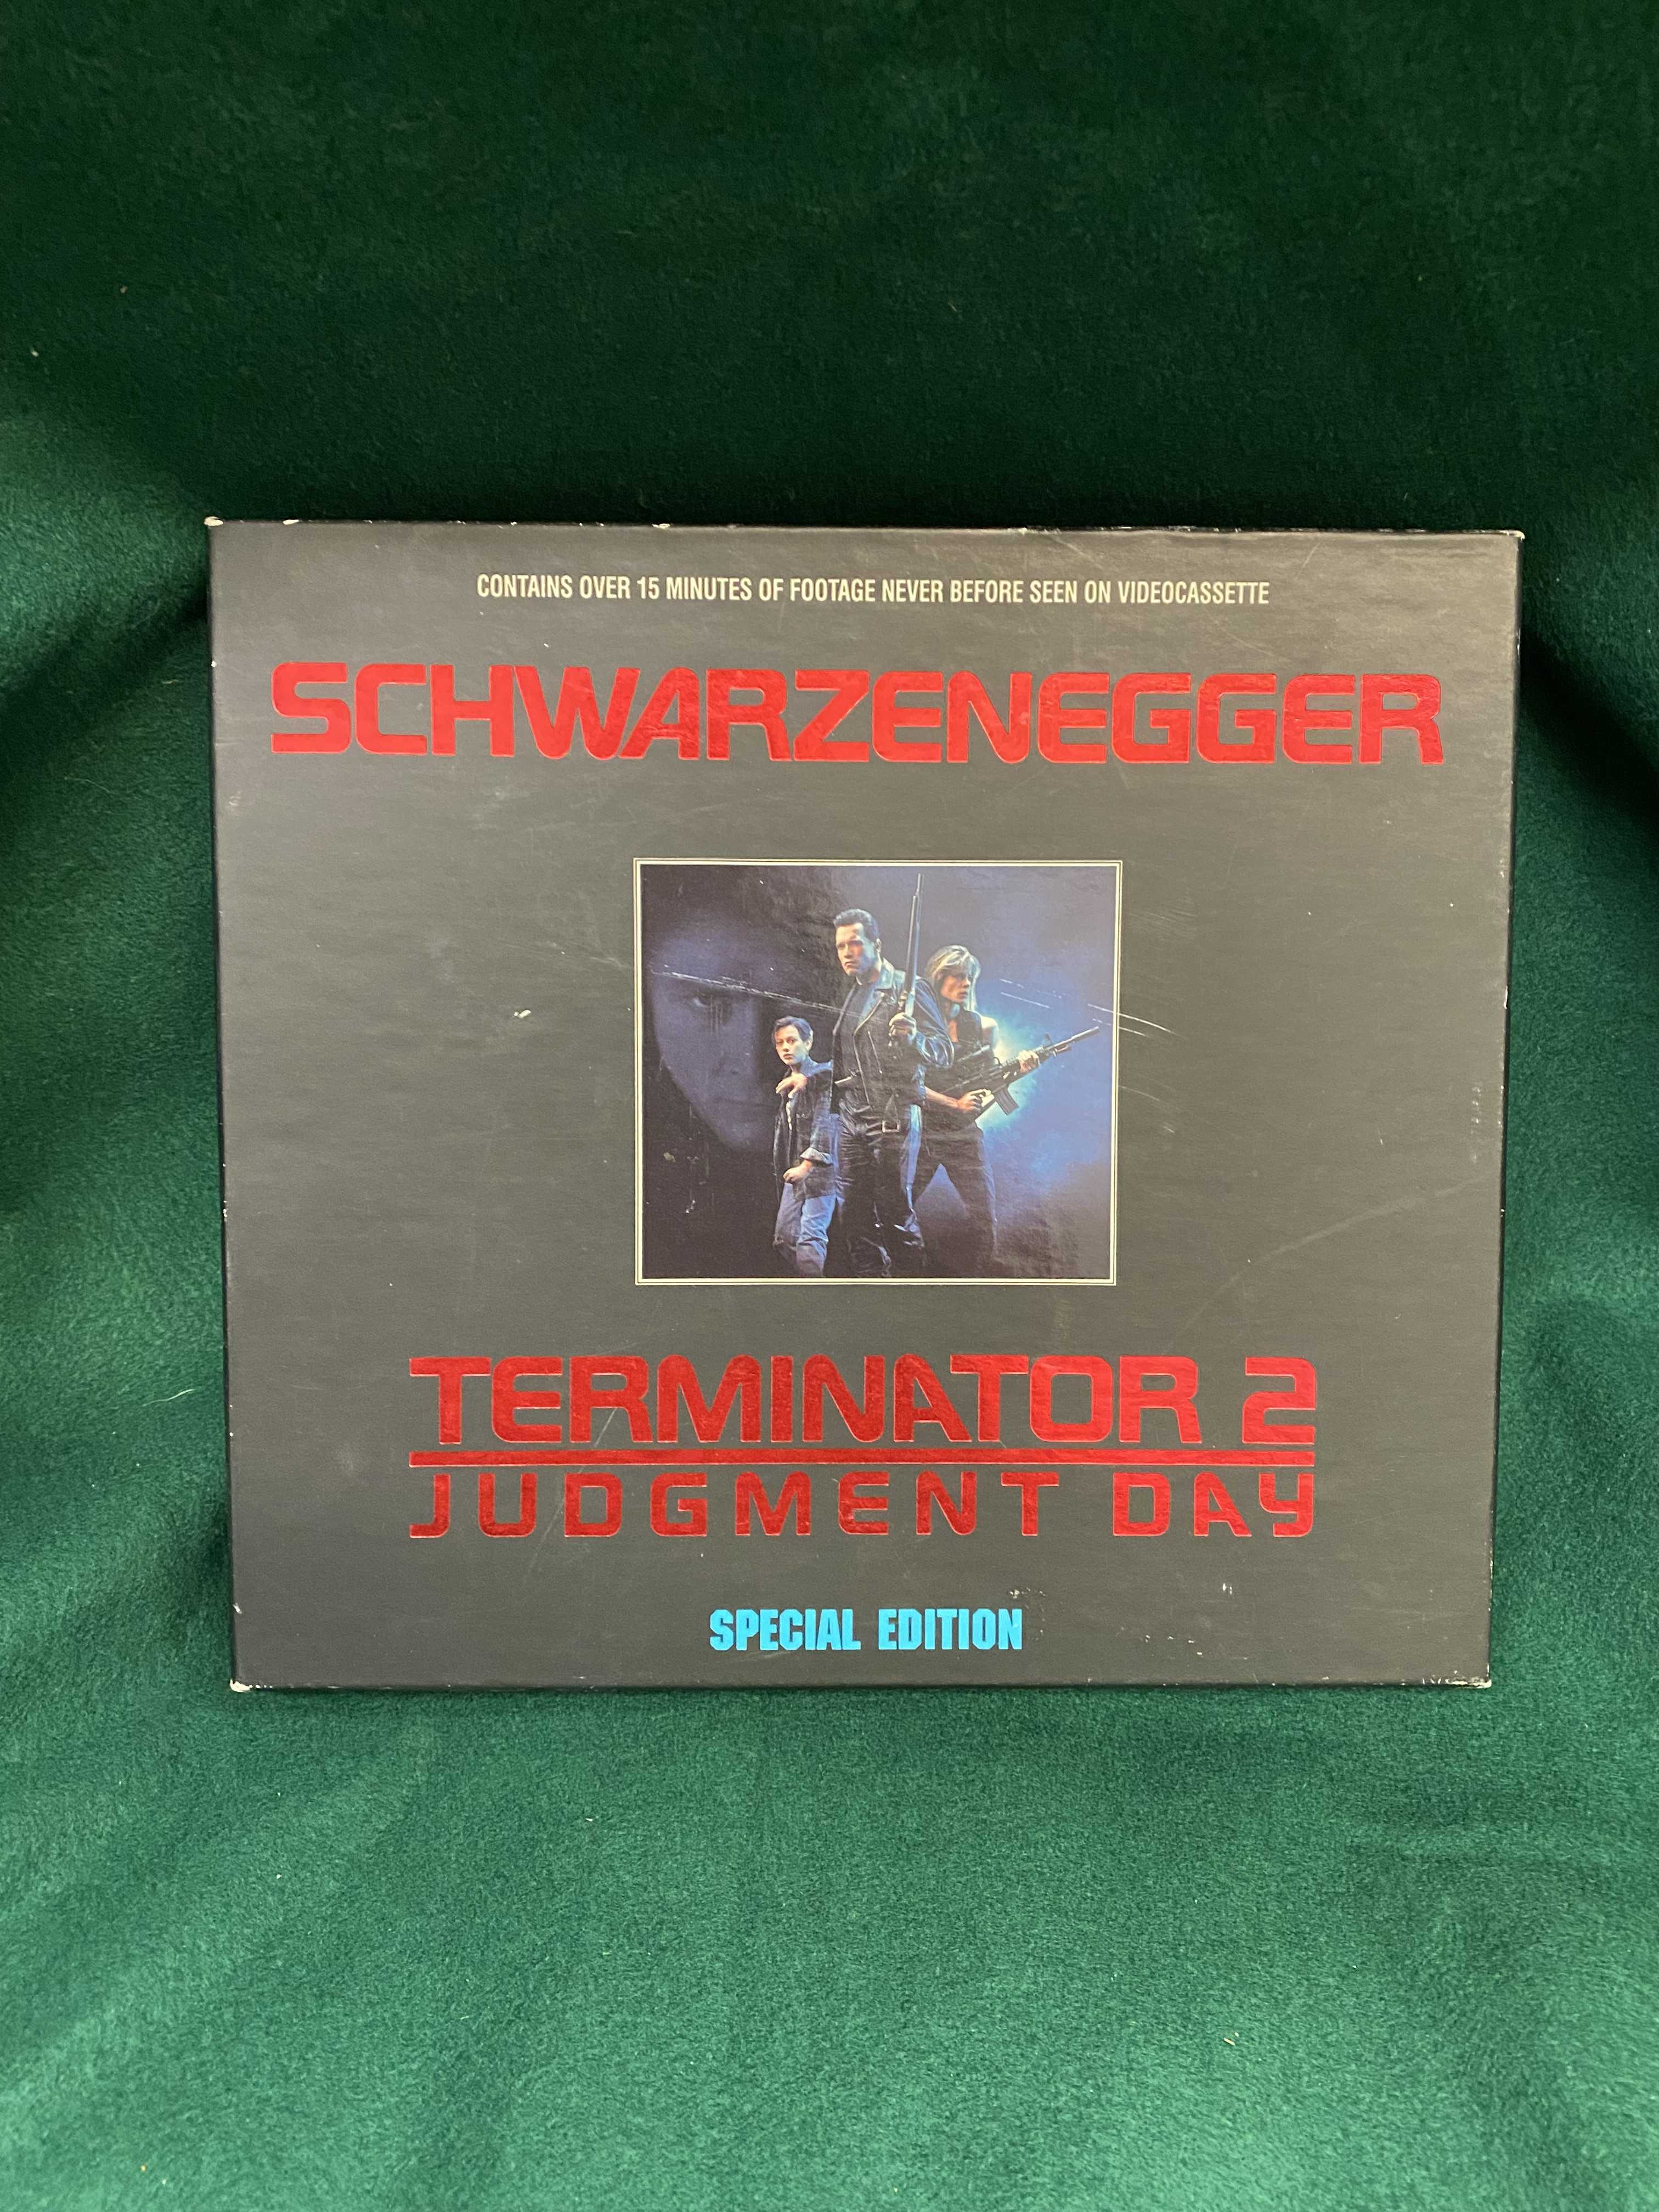 CONTAINS OVER 15 MINUTES OF FOOTAGE NEVER BEFORE SEEN ON VIDEOCASSETTE
SCHWARZENEGGER
TERMINATOR 2
JUDGMENT DAY
SPECIAL EDITION